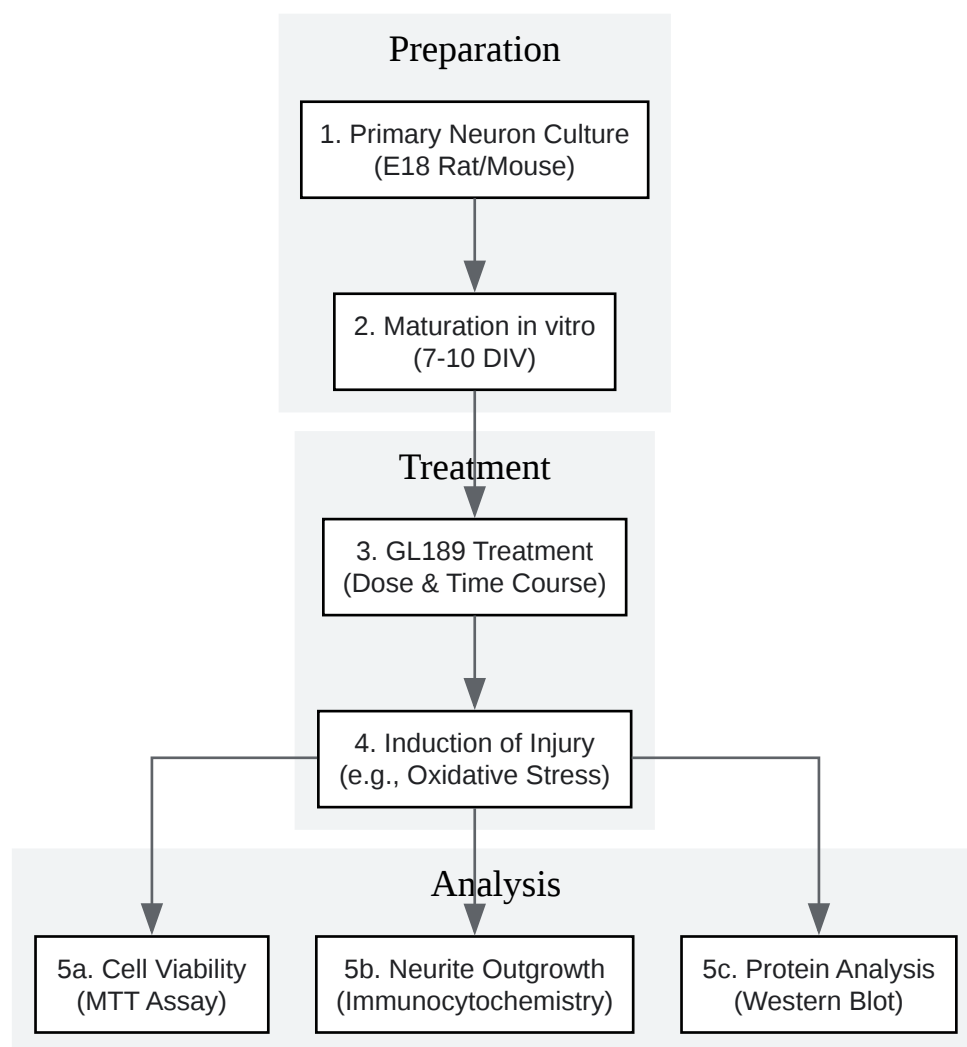 Preparation
1. Primary Neuron Culture
(E18 Rat/Mouse)
2. Maturation in vitro
(7-10 DIV)
Treatment
3. GL189 Treatment
(Dose & Time Course)
4. Induction of Injury
(e.g., Oxidative Stress)
Analysis
5a. Cell Viability
(MTT Assay)
5b. Neurite Outgrowth
(Immunocytochemistry)
5c. Protein Analysis
(Western Blot)